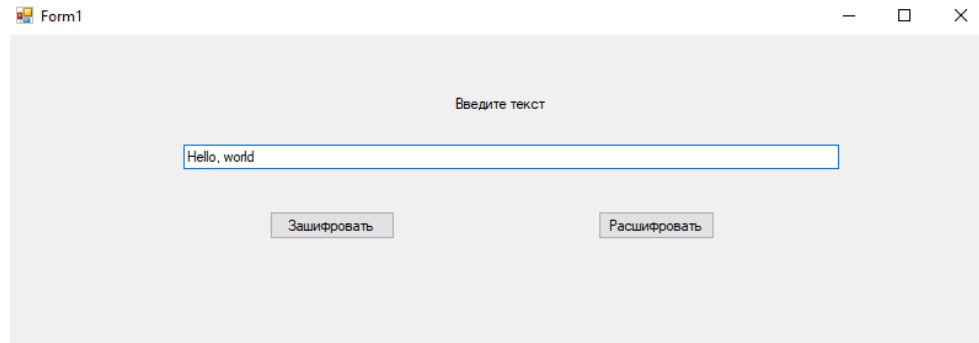 Form1
Введите текст
Hello, world
Зашифровать Расшифровать